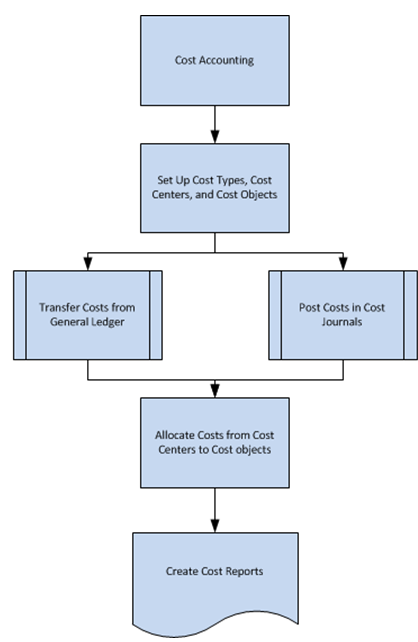 Cost Accounting
Set Up Cost Types, Cost
Centers, and Cost Objects
Transfer Costs from
General Ledger
Post Costs in Cost
Journals
Allocate Costs from Cost
Centers to Cost objects
Create Cost Reports